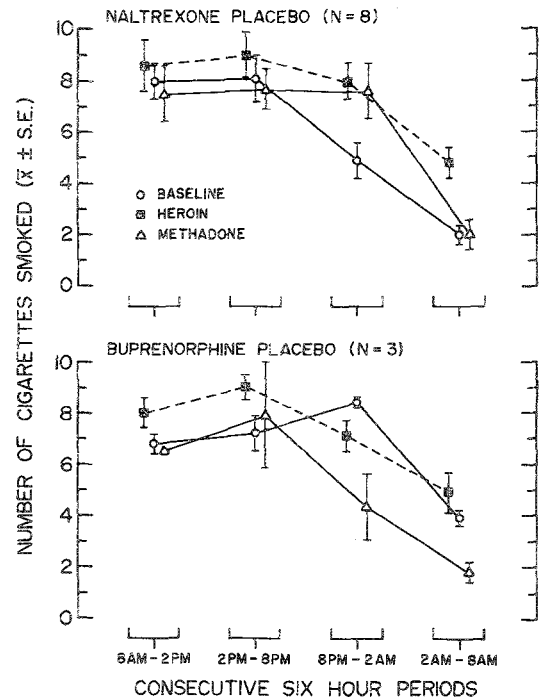 NALTREXONE PLACEBO (N = 8)
10
8
6
4
2
0
BASELINE
HEROIN
METHADONE
BUPRENORPHINE PLACEBO (N = 3)
10
8
6
4
2
0
NUMBER OF CIGARETTES SMOKED (x̄ ± S.E.)
8AM-2PM 2PM-8PM 8PM-2AM 2AM-8AM
CONSECUTIVE SIX HOUR PERIODS